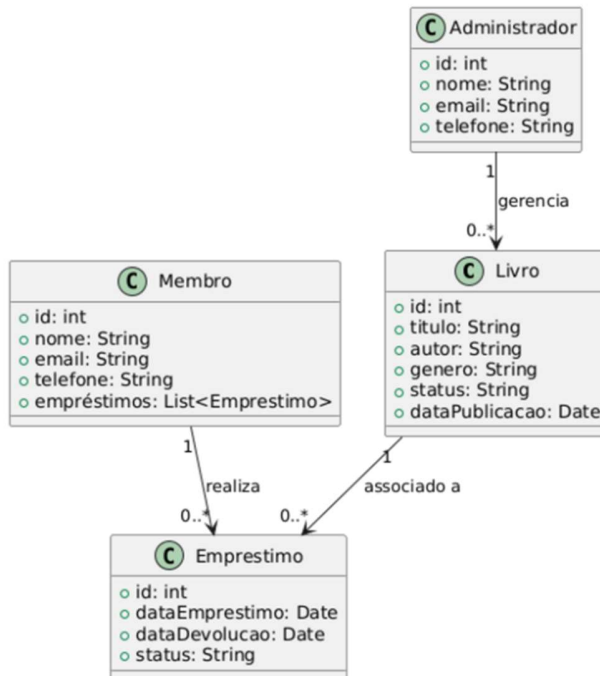 C Administrador
id: int
nome: String
email: String
telefone: String
1
gerencia
0..*
C Livro
id: int
titulo: String
autor: String
genero: String
status: String
dataPublicacao: Date
C Membro
id: int
nome: String
email: String
telefone: String
empréstimos: List<Emprestimo>
1
realiza
0..*
1
associado a
0..*
C Emprestimo
id: int
dataEmprestimo: Date
dataDevolucao: Date
status: String